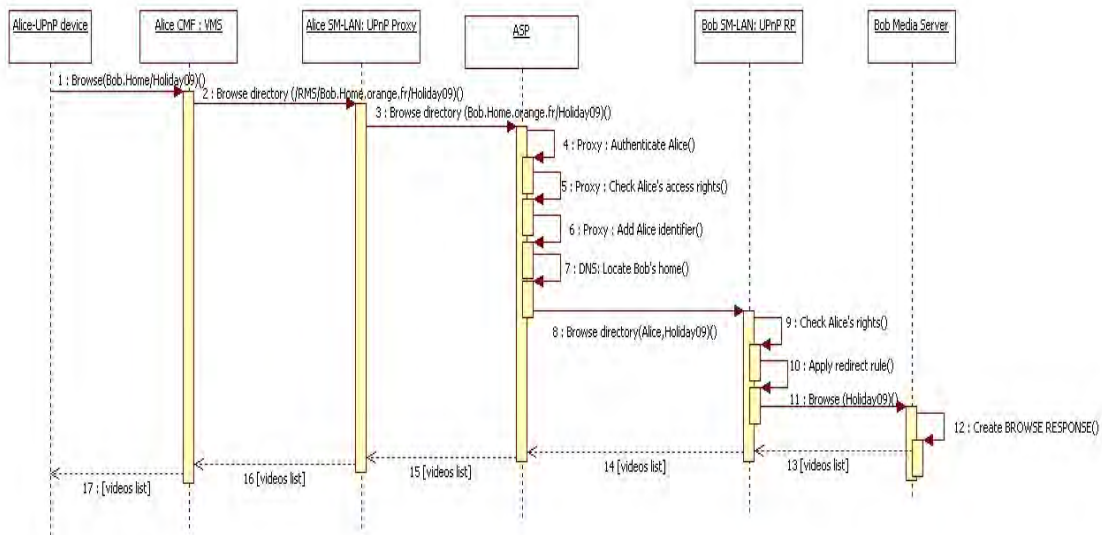 Alice-UPnP device
Alice CMF : VMS
Alice SM-LAN: UPnP Proxy
ASP
Bob SM-LAN: UPnP RP
Bob Media Server
1 : Browse(Bob.Home/Holiday09)()
2 : Browse directory (/RMS/Bob.Home.orange.fr/Holiday09)()
3 : Browse directory (Bob.Home.orange.fr/Holiday09)()
4 : Proxy : Authenticate Alice()
5 : Proxy : Check Alice's access rights()
6 : Proxy : Add Alice identifier()
7 : DNS: Locate Bob's home()
8 : Browse directory(Alice,Holiday09)()
9 : Check Alice's rights()
10 : Apply redirect rule()
11 : Browse (Holiday09)()
12 : Create BROWSE RESPONSE()
13 [videos list]
14 [videos list]
15 [videos list]
16 [videos list]
17 : [videos list]